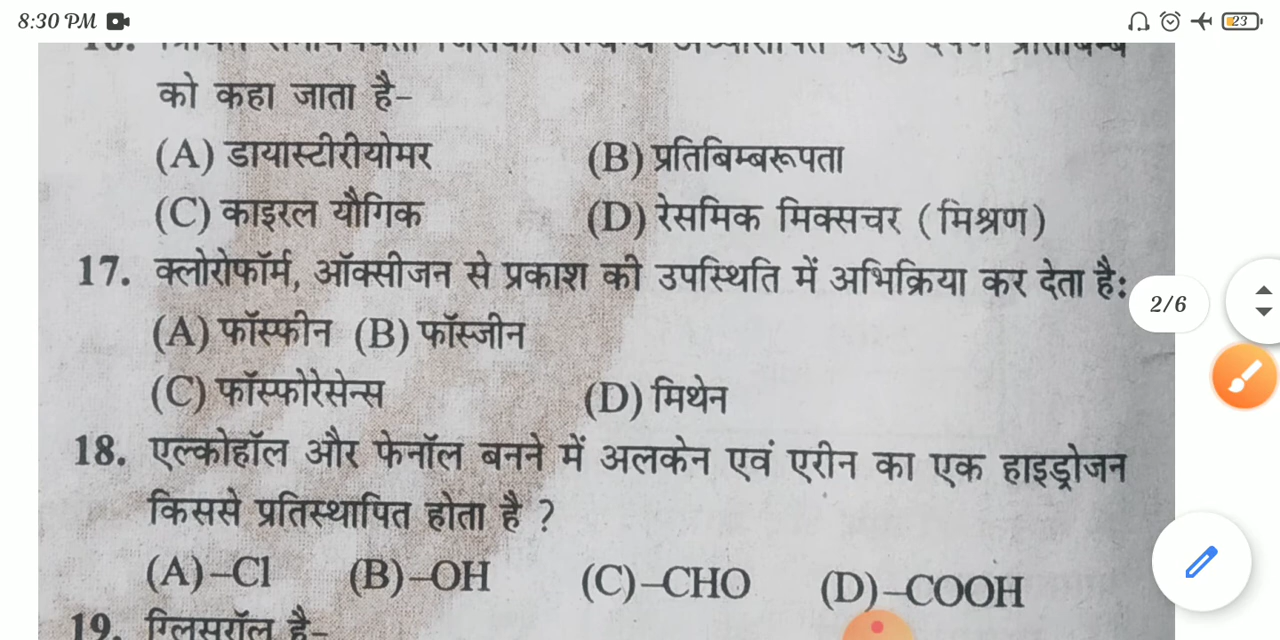 8:30 PM
23
को कहा जाता है-
(A) डायास्टीरीयोमर (B) प्रतिबिम्बरूपता
(C) काइरल यौगिक (D) रेसमिक मिक्सचर (मिश्रण)
17. क्लोरोफॉर्म, ऑक्सीजन से प्रकाश की उपस्थिति में अभिक्रिया कर देता है:
2/6
(A) फॉस्फीन (B) फॉस्जीन
(C) फॉस्फोरेसेन्स (D) मिथेन
18. एल्कोहॉल और फेनॉल बनने में अलकेन एवं एरीन का एक हाइड्रोजन
किससे प्रतिस्थापित होता है ?
(A)-Cl (B)-OH (C)-CHO (D)-COOH
19. ग्लिसरॉल है-